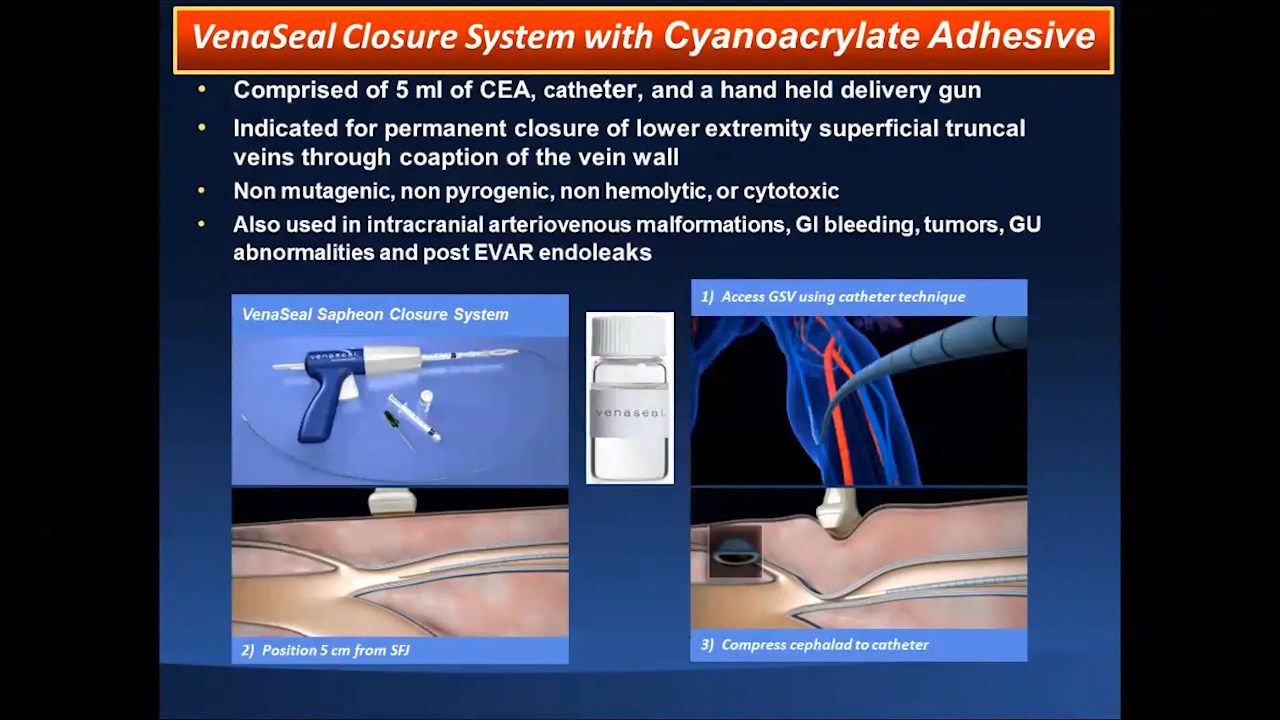 VenaSeal Closure System with Cyanoacrylate Adhesive
• Comprised of 5 ml of CEA, catheter, and a hand held delivery gun
• Indicated for permanent closure of lower extremity superficial truncal
veins through coaption of the vein wall
• Non mutagenic, non pyrogenic, non hemolytic, or cytotoxic
• Also used in intracranial arteriovenous malformations, GI bleeding, tumors, GU
abnormalities and post EVAR endoleaks
VenaSeal Sapheon Closure System
venaseal
venaseal
1) Access GSV using catheter technique
2) Position 5 cm from SFJ
3) Compress cephalad to catheter